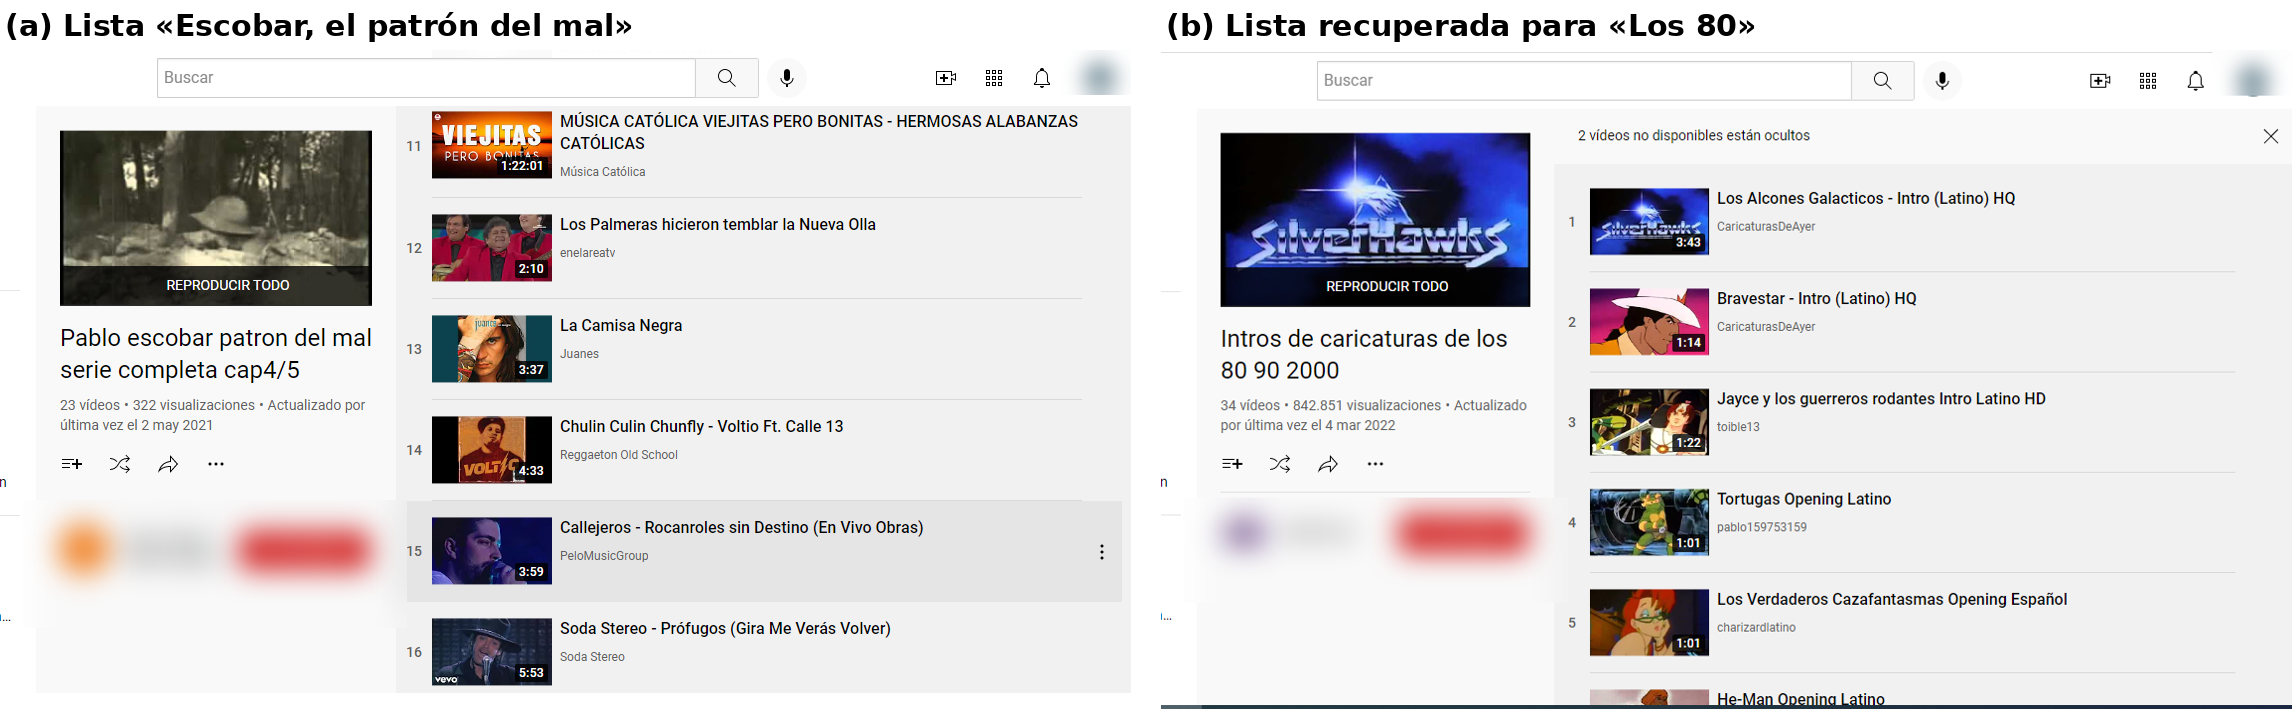 (a) Lista «Escobar, el patrón del mal»
Buscar
REPRODUCIR TODO
Pablo escobar patron del mal
serie completa cap4/5
23 vídeos • 322 visualizaciones • Actualizado por
última vez el 2 may 2021
11
VIEJITAS
PERO BONITAS
1:22:01
MÚSICA CATÓLICA VIEJITAS PERO BONITAS - HERMOSAS ALABANZAS
CATÓLICAS
Música Católica
12
2:10
Los Palmeras hicieron temblar la Nueva Olla
enelareatv
13
juanes
3:37
La Camisa Negra
Juanes
14
4:33
Chulin Culin Chunfly - Voltio Ft. Calle 13
Reggaeton Old School
15
3:59
Callejeros - Rocanroles sin Destino (En Vivo Obras)
PeloMusicGroup
16
vevo
5:53
Soda Stereo - Prófugos (Gira Me Verás Volver)
Soda Stereo
n
...
(b) Lista recuperada para «Los 80»
Buscar
SilverHawks
REPRODUCIR TODO
Intros de caricaturas de los
80 90 2000
34 vídeos • 842.851 visualizaciones • Actualizado
por última vez el 4 mar 2022
2 vídeos no disponibles están ocultos
1
SilverHawks
3:43
Los Alcones Galacticos - Intro (Latino) HQ
CaricaturasDeAyer
2
1:14
Bravestar - Intro (Latino) HQ
CaricaturasDeAyer
3
1:22
Jayce y los guerreros rodantes Intro Latino HD
toible13
4
1:01
Tortugas Opening Latino
pablo159753159
5
1:01
Los Verdaderos Cazafantasmas Opening Español
charizardlatino
He-Man Opening Latino
n
...